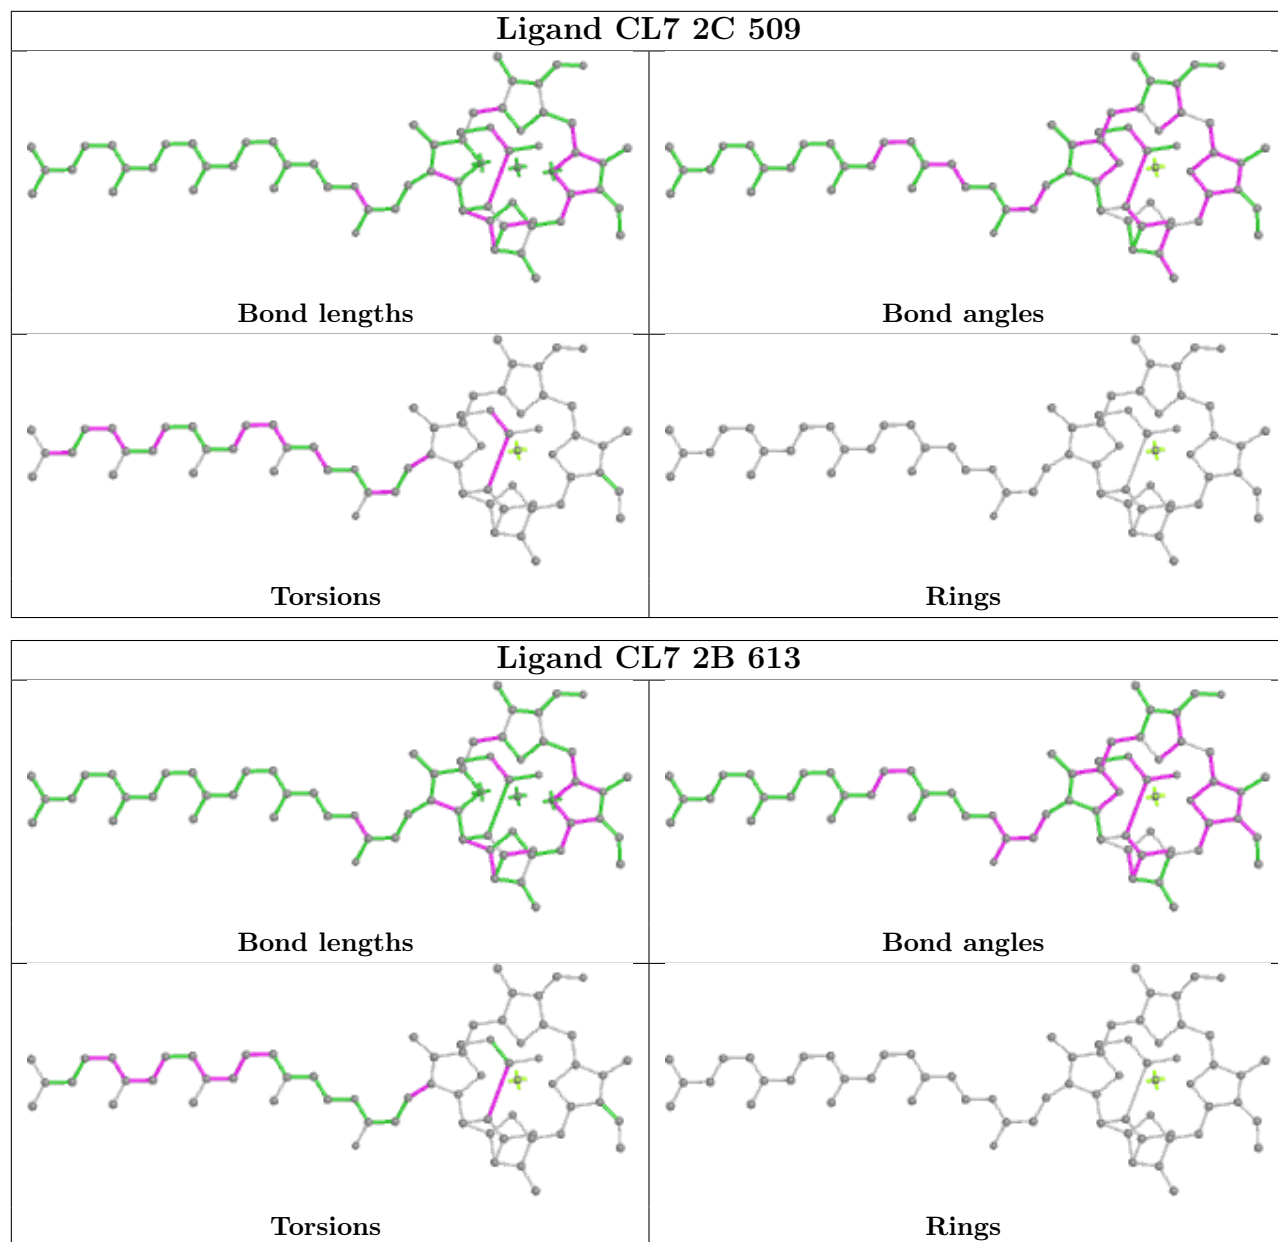 Ligand CL7 2C 509
Bond lengths Bond angles
Torsions Rings
Ligand CL7 2B 613
Bond lengths Bond angles
Torsions Rings